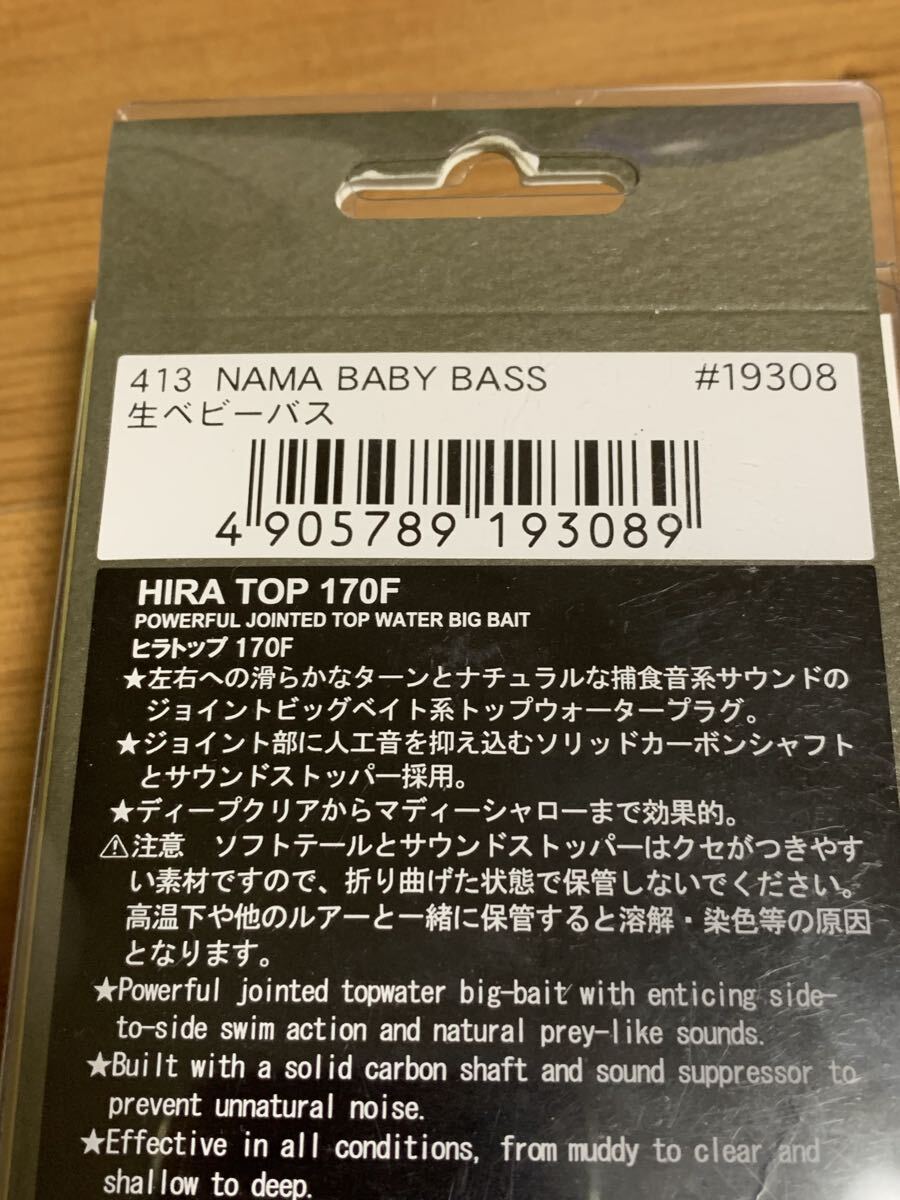 413 NAMA BABY BASS #19308
生ベビーバス
4 905789 193089
HIRA TOP 170F
POWERFUL JOINTED TOP WATER BIG BAIT
ヒラトップ 170F
★左右への滑らかなターンとナチュラルな捕食音系サウンドの
ジョイントビッグベイト系トップウォータープラグ。
★ジョイント部に人工音を抑え込むソリッドカーボンシャフト
とサウンドストッパー採用。
★ディープクリアからマディーシャローまで効果的。
⚠注意 ソフトテールとサウンドストッパーはクセがつきやす
い素材ですので、折り曲げた状態で保管しないでください。
高温下や他のルアーと一緒に保管すると溶解・染色等の原因
となります。
★Powerful jointed topwater big-bait with enticing side-
to-side swim action and natural prey-like sounds.
★Built with a solid carbon shaft and sound suppressor to
prevent unnatural noise.
★Effective in all conditions, from muddy to clear and
shallow to deep.